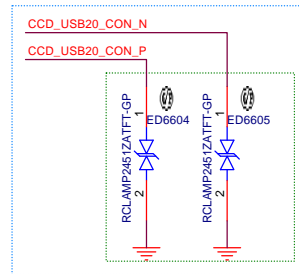 CCD_USB20_CON_N
CCD_USB20_CON_P
RCLAMP2451ZATFT-GP
1
ED6604
2
RCLAMP2451ZATFT-GP
1
ED6605
2